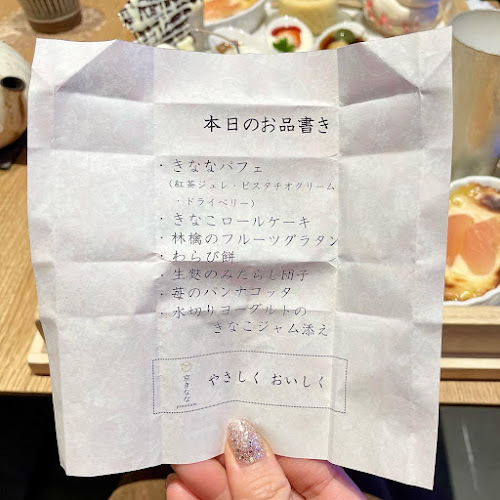 本日のお品書き
・きななパフェ
(紅茶ジュレ・ピスタチオクリーム
・ドライベリー)
・きなこロールケーキ
・林檎のフルーツグラタン
・わらび餅
・生麩のみたらし団子
・苺のパンナコッタ
・水切りヨーグルトの
きなこジャム添え
京きなな
やさしく おいしく